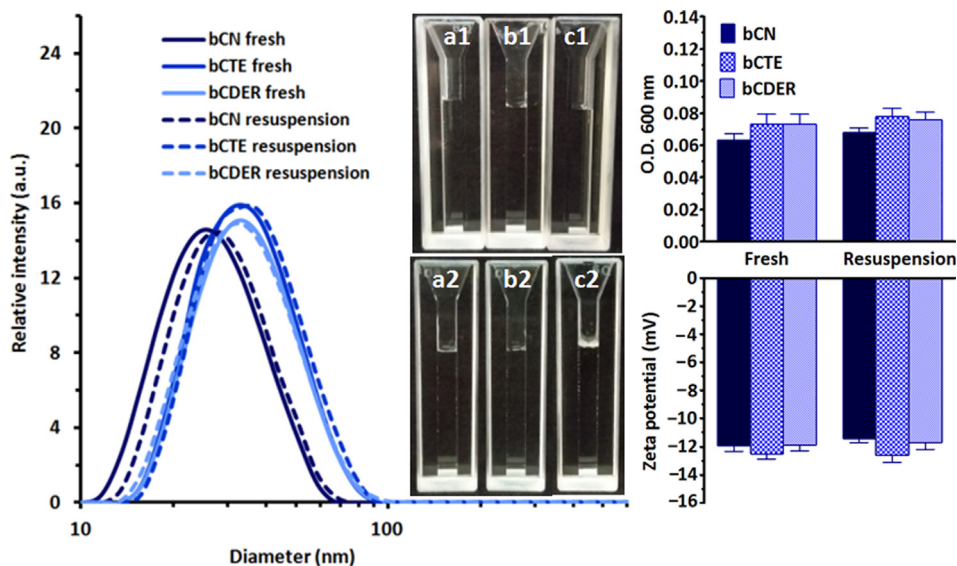 26
24
20
16
12
8
4
0
10
100
Relative intensity (a.u.)
Diameter (nm)
bCN fresh
bCTE fresh
bCDER fresh
bCN resuspension
bCTE resuspension
bCDER resuspension
a1 b1 c1
a2 b2 c2
0.14
0.12
0.10
0.08
0.06
0.04
0.02
0.00
O.D. 600 nm
bCN
bCTE
bCDER
Fresh Resuspension
0
−2
−4
−6
−8
−10
−12
−14
−16
Zeta potential (mV)